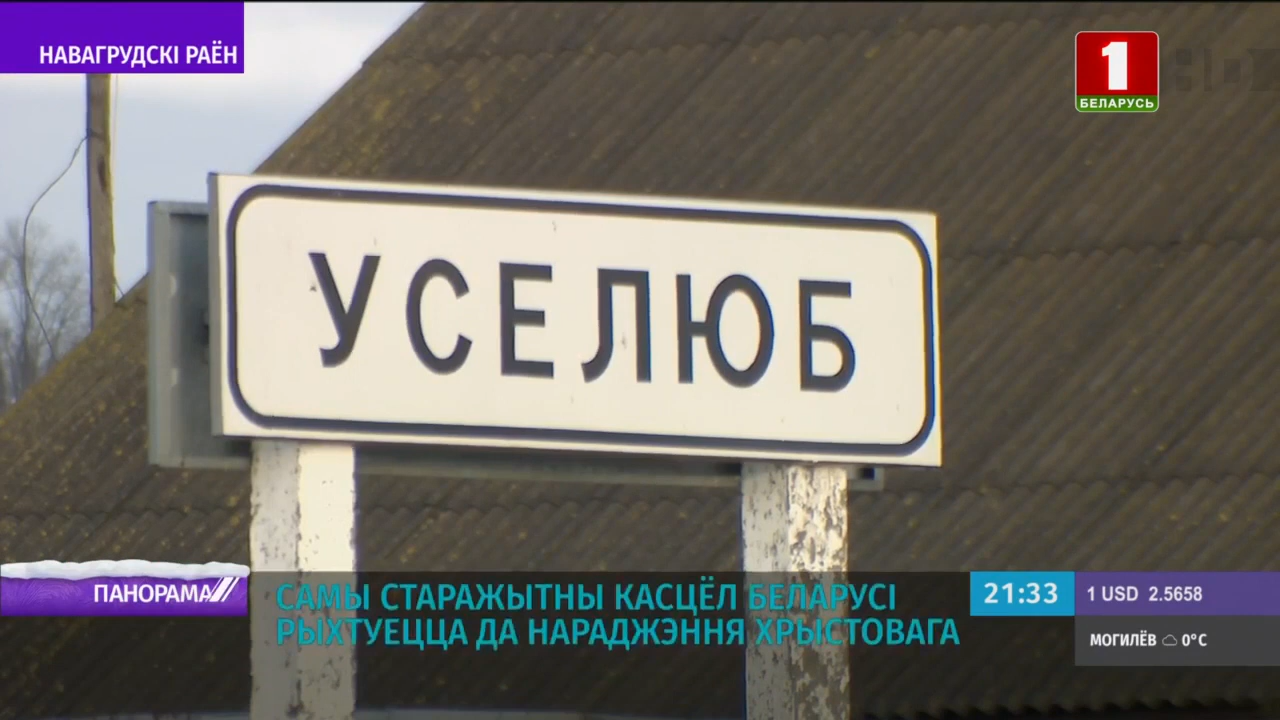 НАВАГРУДСКІ РАЁН
1
БЕЛАРУСЬ
УСЕЛЮБ
ПАНОРАМА
САМЫ СТАРАЖЫТНЫ КАСЦЁЛ БЕЛАРУСІ
РЫХТУЕЦЦА ДА НАРАДЖЭННЯ ХРЫСТОВАГА
21:33
1 USD 2.5658
МОГИЛЁВ 0°C